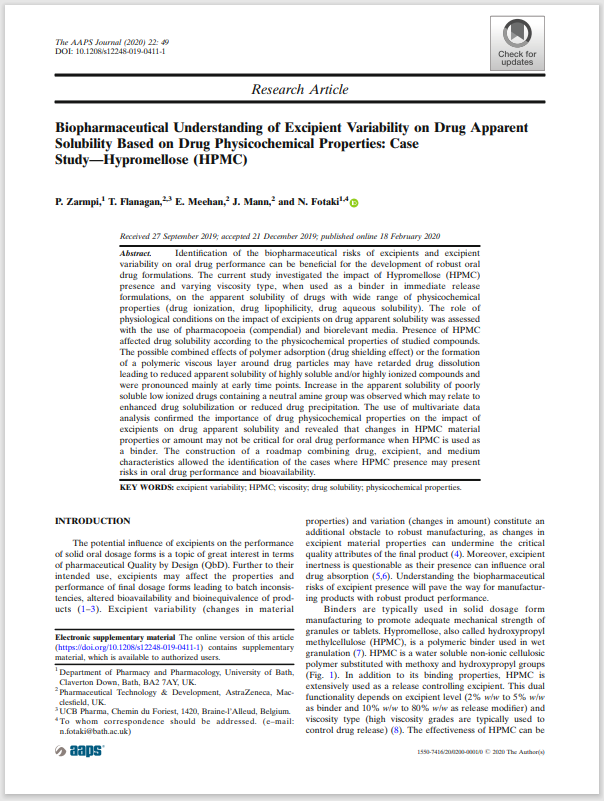 The AAPS Journal (2020) 22: 49
DOI: 10.1208/s12248-019-0411-1
Check for
updates
Research Article
Biopharmaceutical Understanding of Excipient Variability on Drug Apparent
Solubility Based on Drug Physicochemical Properties: Case
Study—Hypromellose (HPMC)
P. Zarmpi,1 T. Flanagan,2,3 E. Meehan,2 J. Mann,2 and N. Fotaki1,4
Received 27 September 2019; accepted 21 December 2019; published online 18 February 2020
Abstract. Identification of the biopharmaceutical risks of excipients and excipient
variability on oral drug performance can be beneficial for the development of robust oral
drug formulations. The current study investigated the impact of Hypromellose (HPMC)
presence and varying viscosity type, when used as a binder in immediate release
formulations, on the apparent solubility of drugs with wide range of physicochemical
properties (drug ionization, drug lipophilicity, drug aqueous solubility). The role of
physiological conditions on the impact of excipients on drug apparent solubility was assessed
with the use of pharmacopoeia (compendial) and biorelevant media. Presence of HPMC
affected drug solubility according to the physicochemical properties of studied compounds.
The possible combined effects of polymer adsorption (drug shielding effect) or the formation
of a polymeric viscous layer around drug particles may have retarded drug dissolution
leading to reduced apparent solubility of highly soluble and/or highly ionized compounds and
were pronounced mainly at early time points. Increase in the apparent solubility of poorly
soluble low ionized drugs containing a neutral amine group was observed which may relate to
enhanced drug solubilization or reduced drug precipitation. The use of multivariate data
analysis confirmed the importance of drug physicochemical properties on the impact of
excipients on drug apparent solubility and revealed that changes in HPMC material
properties or amount may not be critical for oral drug performance when HPMC is used as
a binder. The construction of a roadmap combining drug, excipient, and medium
characteristics allowed the identification of the cases where HPMC presence may present
risks in oral drug performance and bioavailability.
KEY WORDS: excipient variability; HPMC; viscosity; drug solubility; physicochemical properties.
INTRODUCTION
The potential influence of excipients on the performance
of solid oral dosage forms is a topic of great interest in terms
of pharmaceutical Quality by Design (QbD). Further to their
intended use, excipients may affect the properties and
performance of final dosage forms leading to batch inconsis-
tencies, altered bioavailability and bioinequivalence of prod-
ucts (1–3). Excipient variability (changes in material
Electronic supplementary material The online version of this article
(https://doi.org/10.1208/s12248-019-0411-1) contains supplementary
material, which is available to authorized users.
1 Department of Pharmacy and Pharmacology, University of Bath,
Claverton Down, Bath, BA2 7AY, UK.
2 Pharmaceutical Technology & Development, AstraZeneca, Mac-
clesfield, UK.
3 UCB Pharma, Chemin du Foriest, 1420, Braine-l'Alleud, Belgium.
4 To whom correspondence should be addressed. (e–mail:
n.fotaki@bath.ac.uk)
properties) and variation (changes in amount) constitute an
additional obstacle to robust manufacturing, as changes in
excipient material properties can undermine the critical
quality attributes of the final product (4). Moreover, excipient
inertness is questionable as their presence can influence oral
drug absorption (5,6). Understanding the biopharmaceutical
risks of excipient presence will pave the way for manufactur-
ing products with robust product performance.
Binders are typically used in solid dosage form
manufacturing to promote adequate mechanical strength of
granules or tablets. Hypromellose, also called hydroxypropyl
methylcellulose (HPMC), is a polymeric binder used in wet
granulation (7). HPMC is a water soluble non-ionic cellulosic
polymer substituted with methoxy and hydroxypropyl groups
(Fig. 1). In addition to its binding properties, HPMC is
extensively used as a release controlling excipient. This dual
functionality depends on excipient level (2% w/w to 5% w/w
as binder and 10% w/w to 80% w/w as release modifier) and
viscosity type (high viscosity grades are typically used to
control drug release) (8). The effectiveness of HPMC can be
aaps
1550-7416/20/0200-0001/0 © 2020 The Author(s)